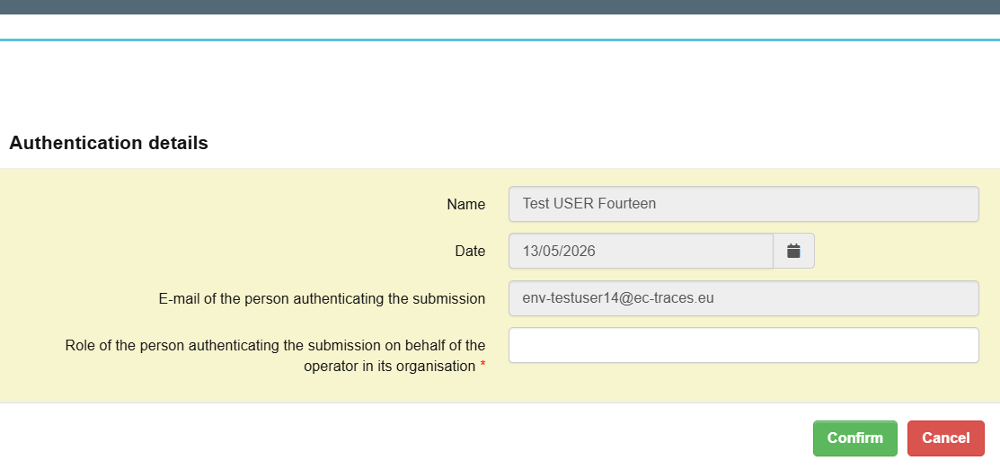 Authentication details
Name
Test USER Fourteen
Date
13/05/2026
E-mail of the person authenticating the submission
env-testuser14@ec-traces.eu
Role of the person authenticating the submission on behalf of the
operator in its organisation *
Confirm
Cancel